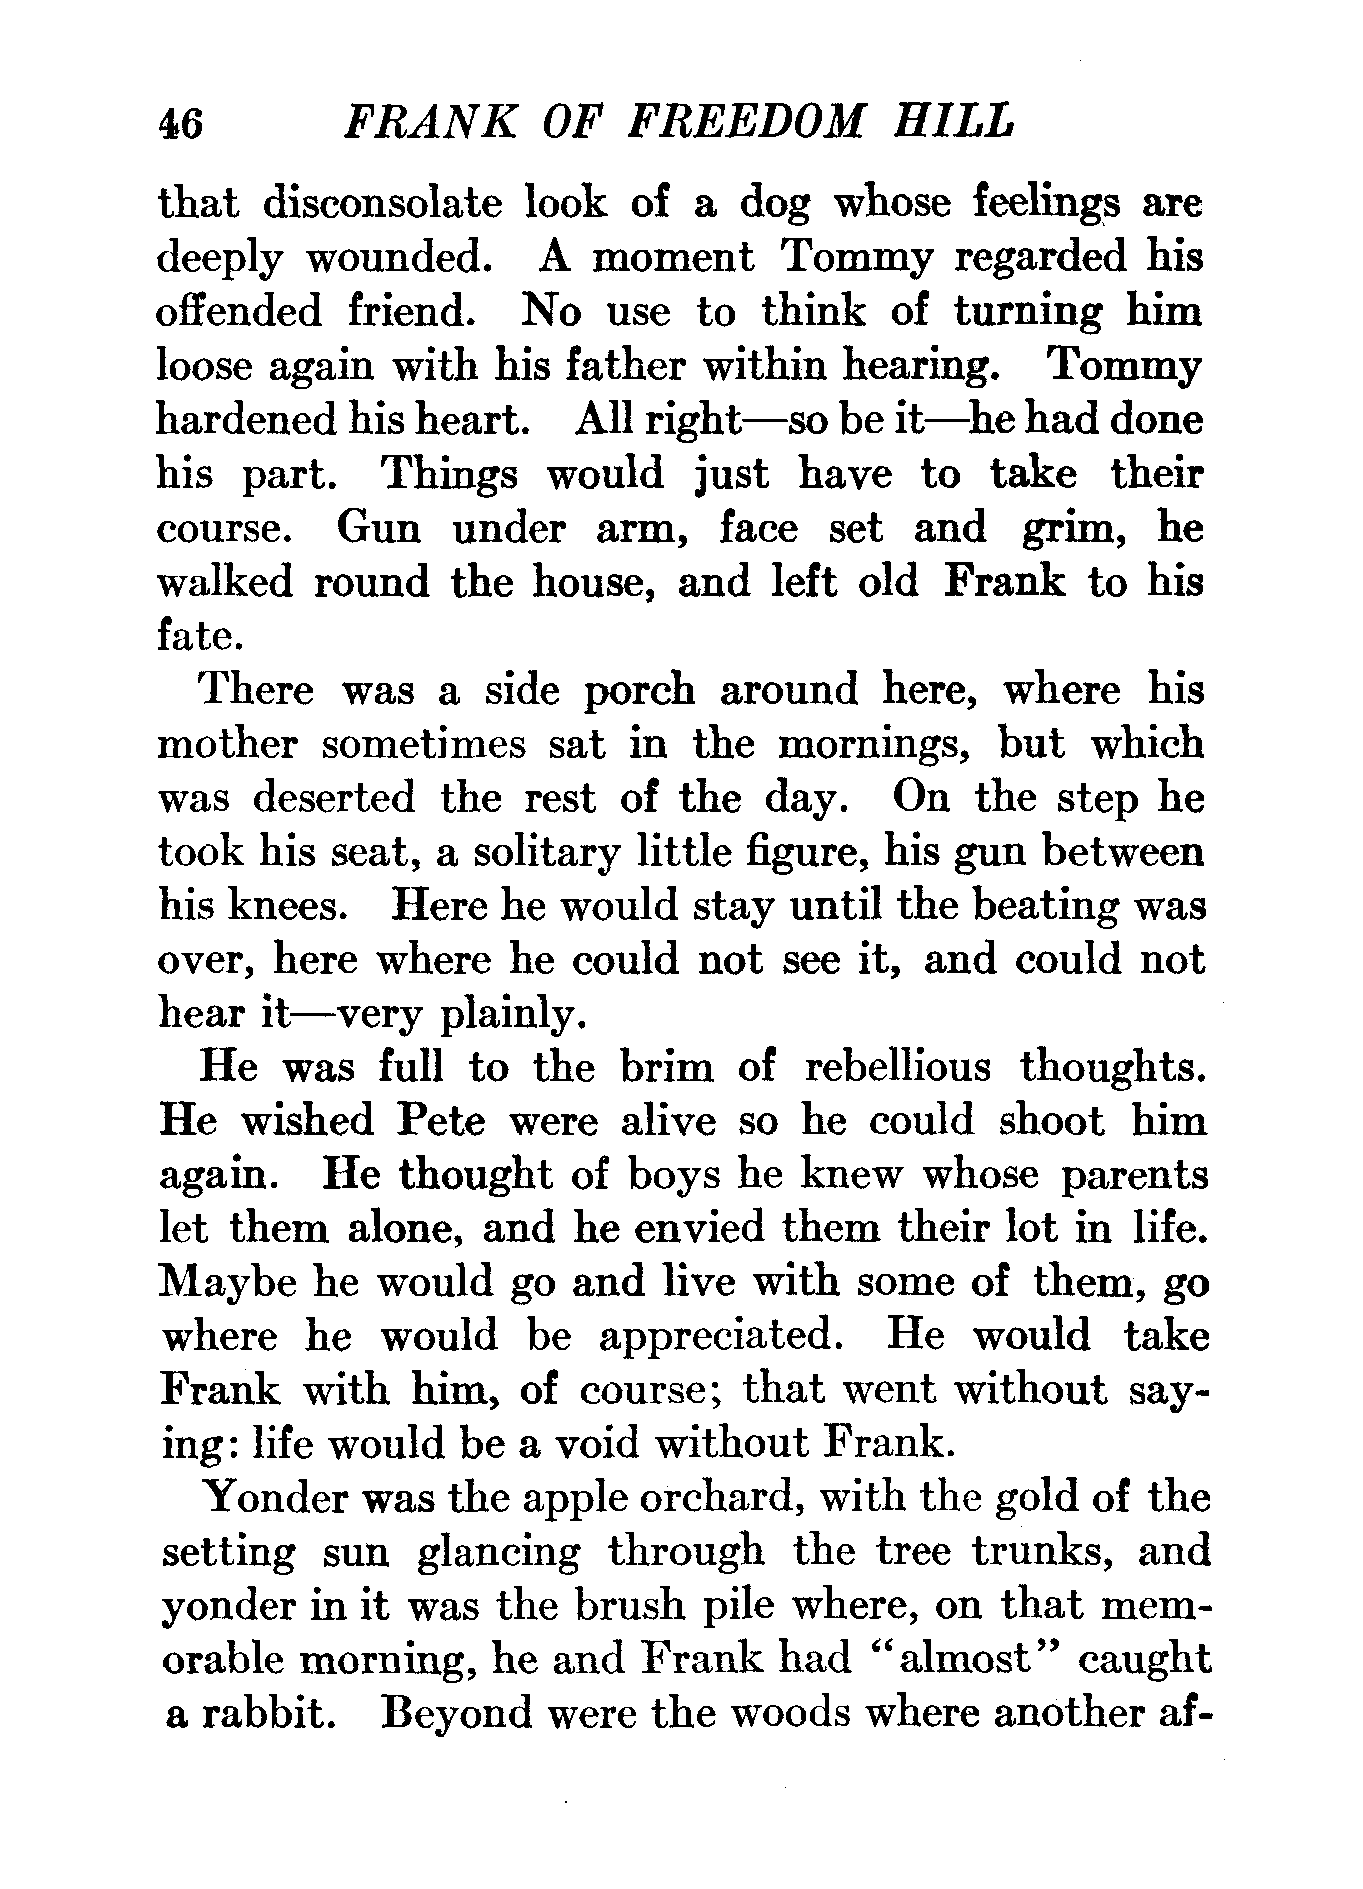 46 FRANK OF FREEDOM HILL
that disconsolate look of a dog whose feelings are
deeply wounded. A moment Tommy regarded his
offended friend. No use to think of turning him
loose again with his father within hearing. Tommy
hardened his heart. All right—so be it—he had done
his part. Things would just have to take their
course. Gun under arm, face set and grim, he
walked round the house, and left old Frank to his
fate.
There was a side porch around here, where his
mother sometimes sat in the mornings, but which
was deserted the rest of the day. On the step he
took his seat, a solitary little figure, his gun between
his knees. Here he would stay until the beating was
over, here where he could not see it, and could not
hear it—very plainly.
He was full to the brim of rebellious thoughts.
He wished Pete were alive so he could shoot him
again. He thought of boys he knew whose parents
let them alone, and he envied them their lot in life.
Maybe he would go and live with some of them, go
where he would be appreciated. He would take
Frank with him, of course; that went without say-
ing: life would be a void without Frank.
Yonder was the apple orchard, with the gold of the
setting sun glancing through the tree trunks, and
yonder in it was the brush pile where, on that mem-
orable morning, he and Frank had "almost" caught
a rabbit. Beyond were the woods where another af-